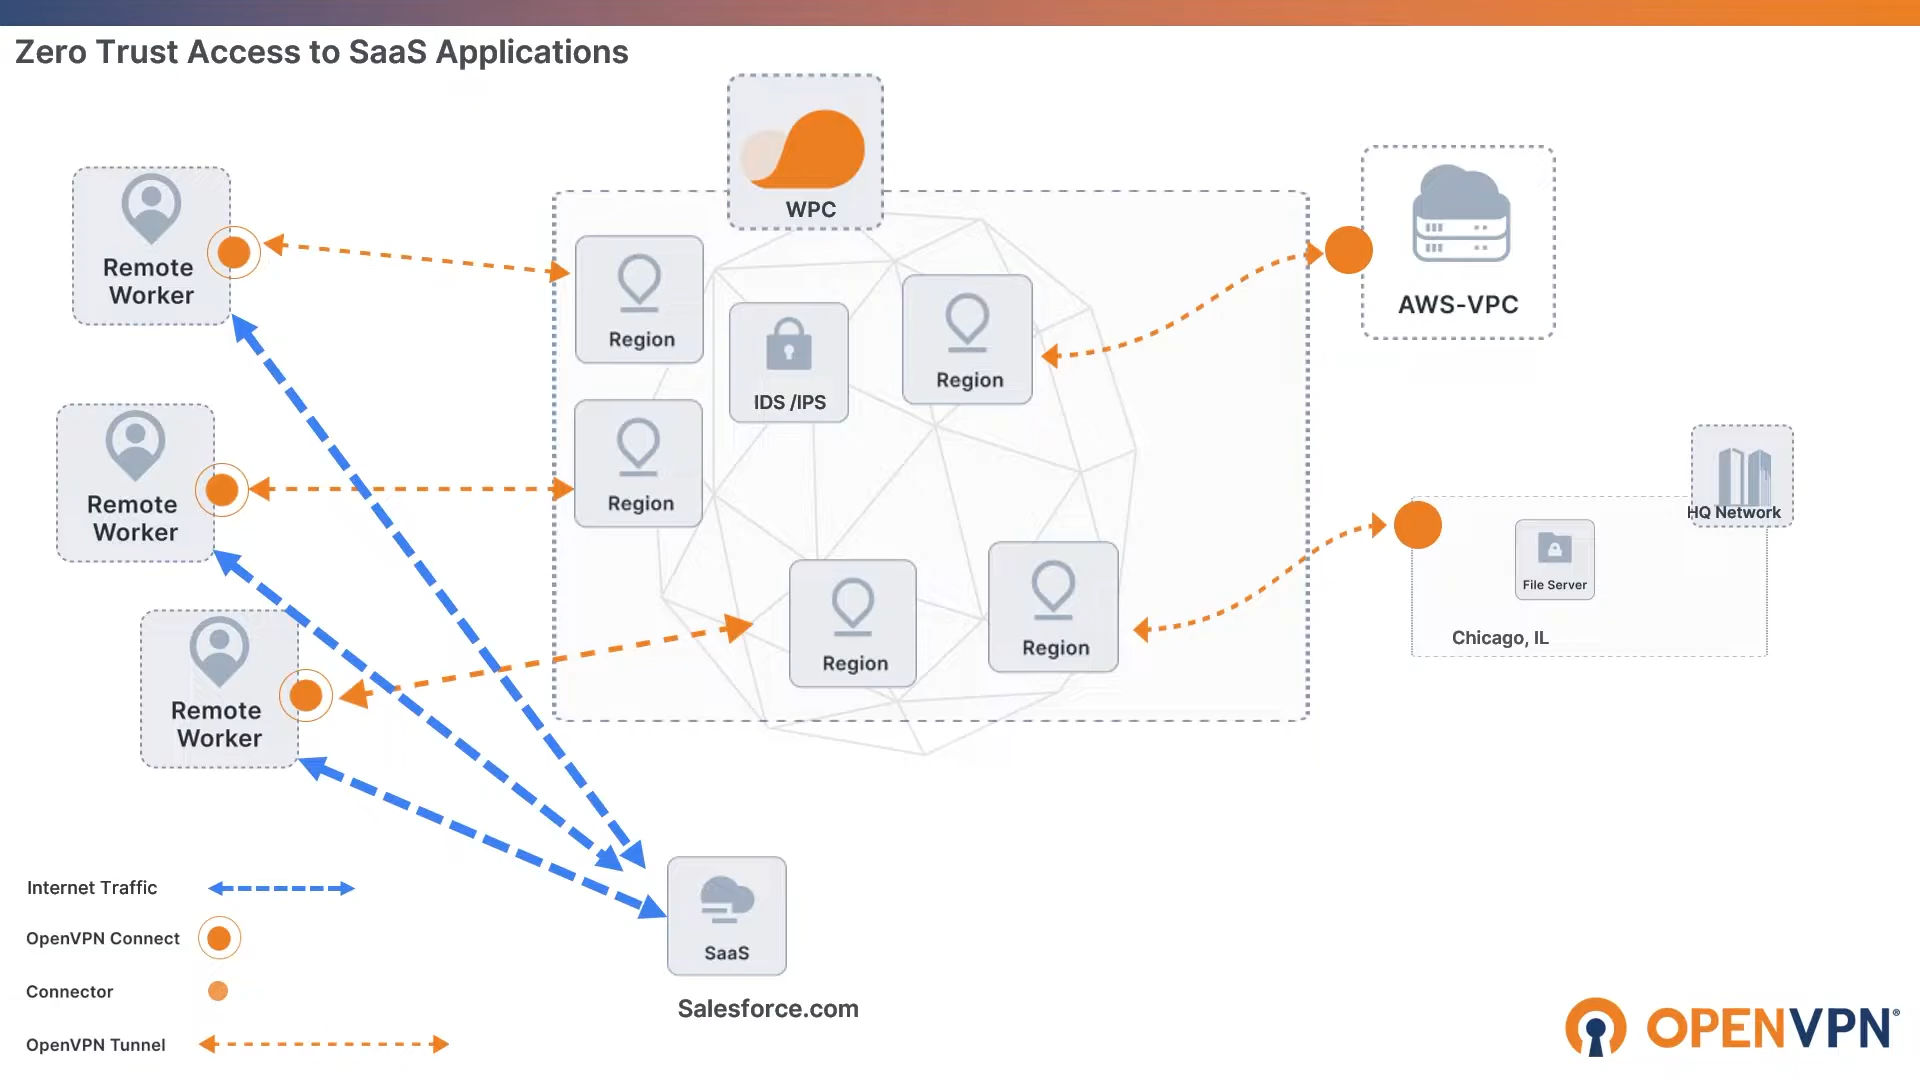 Zero Trust Access to SaaS Applications
WPC
Remote
Worker
Region
IDS /IPS
Region
AWS-VPC
Remote
Worker
Region
HQ Network
File Server
Chicago, IL
Remote
Worker
Region
Region
SaaS
Salesforce.com
Internet Traffic
OpenVPN Connect
Connector
OpenVPN Tunnel
OPENVPN®